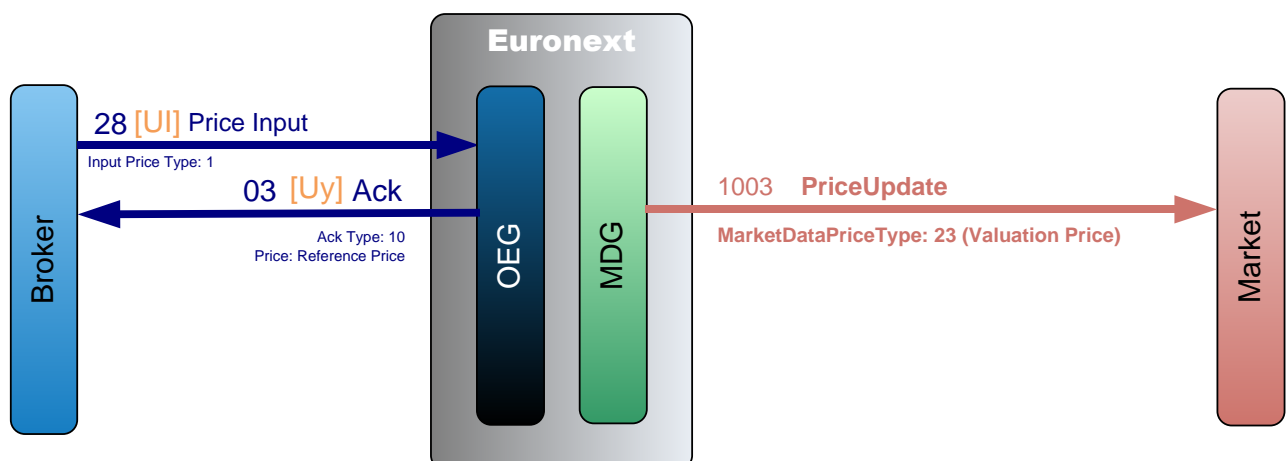 Euronext
28 [UI] Price Input
Input Price Type: 1
03 [Uy] Ack
Ack Type: 10
Price: Reference Price
1003 PriceUpdate
MarketDataPriceType: 23 (Valuation Price)
Broker
OEG
MDG
Market